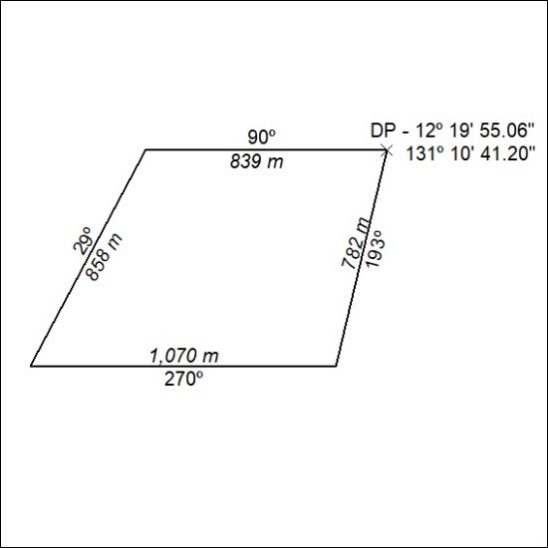 90º
839 m
DP - 12º 19' 55.06"
131º 10' 41.20"
29º
858 m
782 m
193º
1,070 m
270º